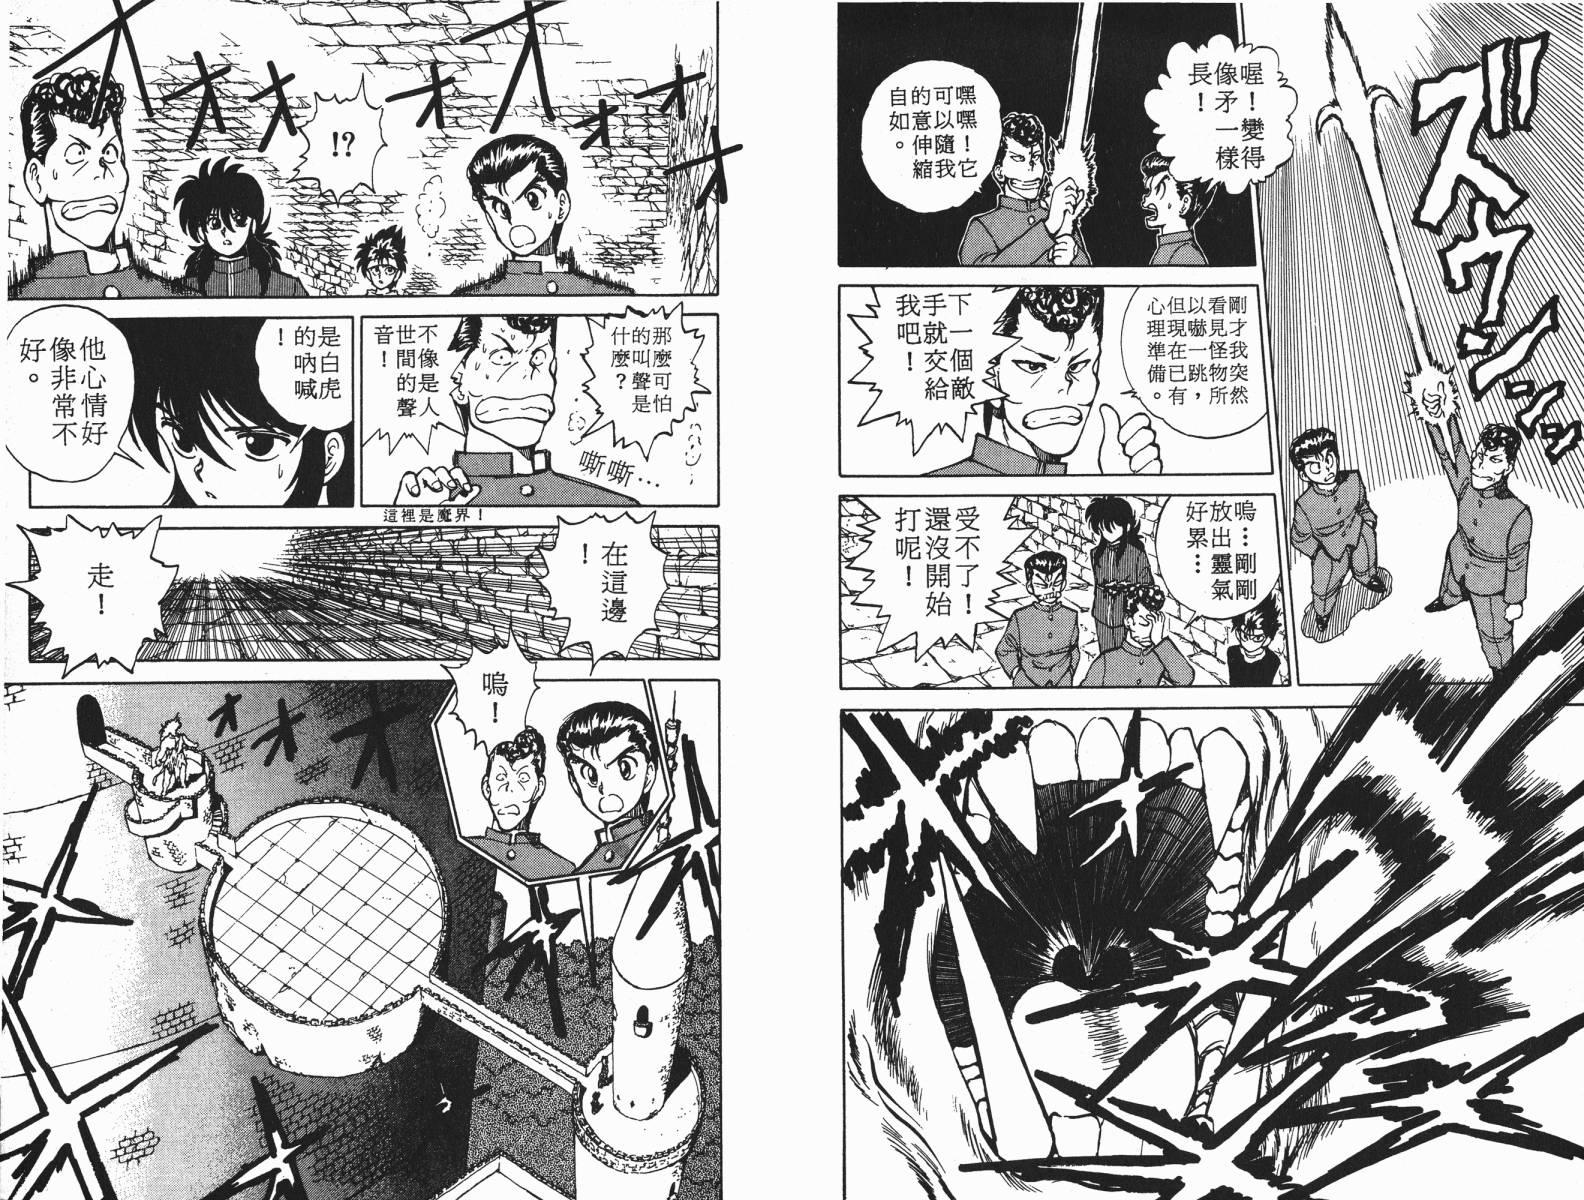 ズウンンッ
喔！變得
像矛一樣
長！
嘿嘿！它
可以隨我
的意伸縮
自如。
剛才我突然
看見怪物所
以嚇一跳，
但現在已有
心理準備。
下一個敵
手就交給
我吧！
嗚…剛剛
放出靈氣
好累…
受不了！
還沒開始
打呢！
オ
オ
オ
オ
オ
オ
オ
!?
那麼可怕
的叫聲是
什麼？
不像是人
世間的聲
音！
嘶嘶…
這裡是魔界！
是白虎
的吶喊
！
他心情好
像非常不
好。
在這邊
！
走！
嗚！
オ
オ
オ